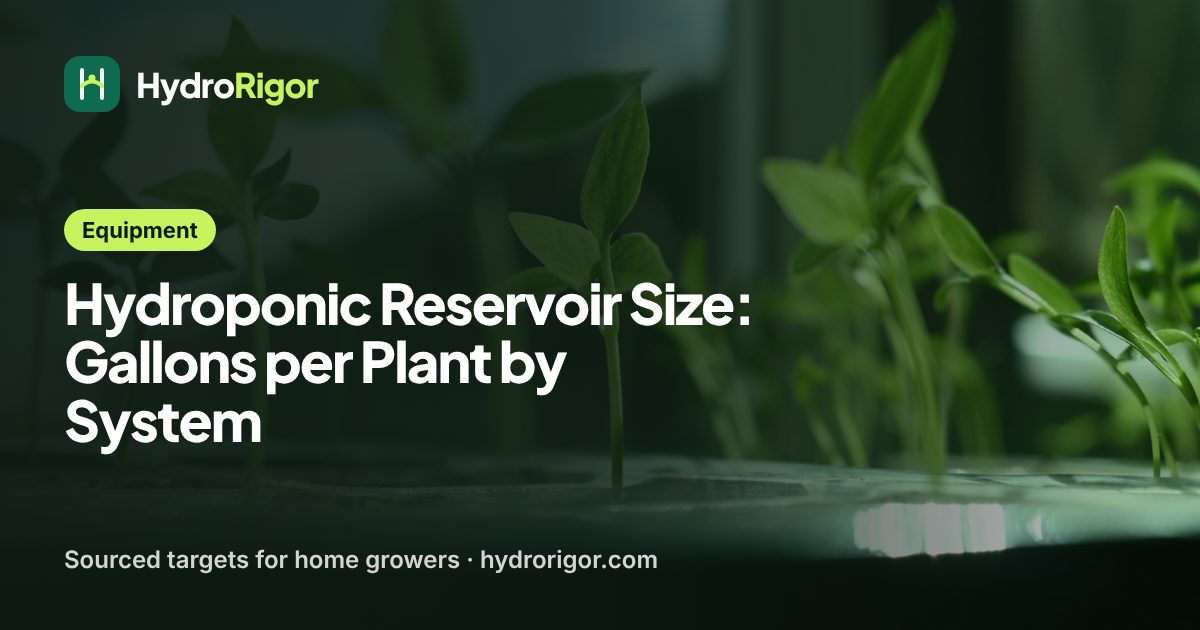 HydroRigor
Equipment
Hydroponic Reservoir Size:
Gallons per Plant by
System
Sourced targets for home growers · hydrorigor.com